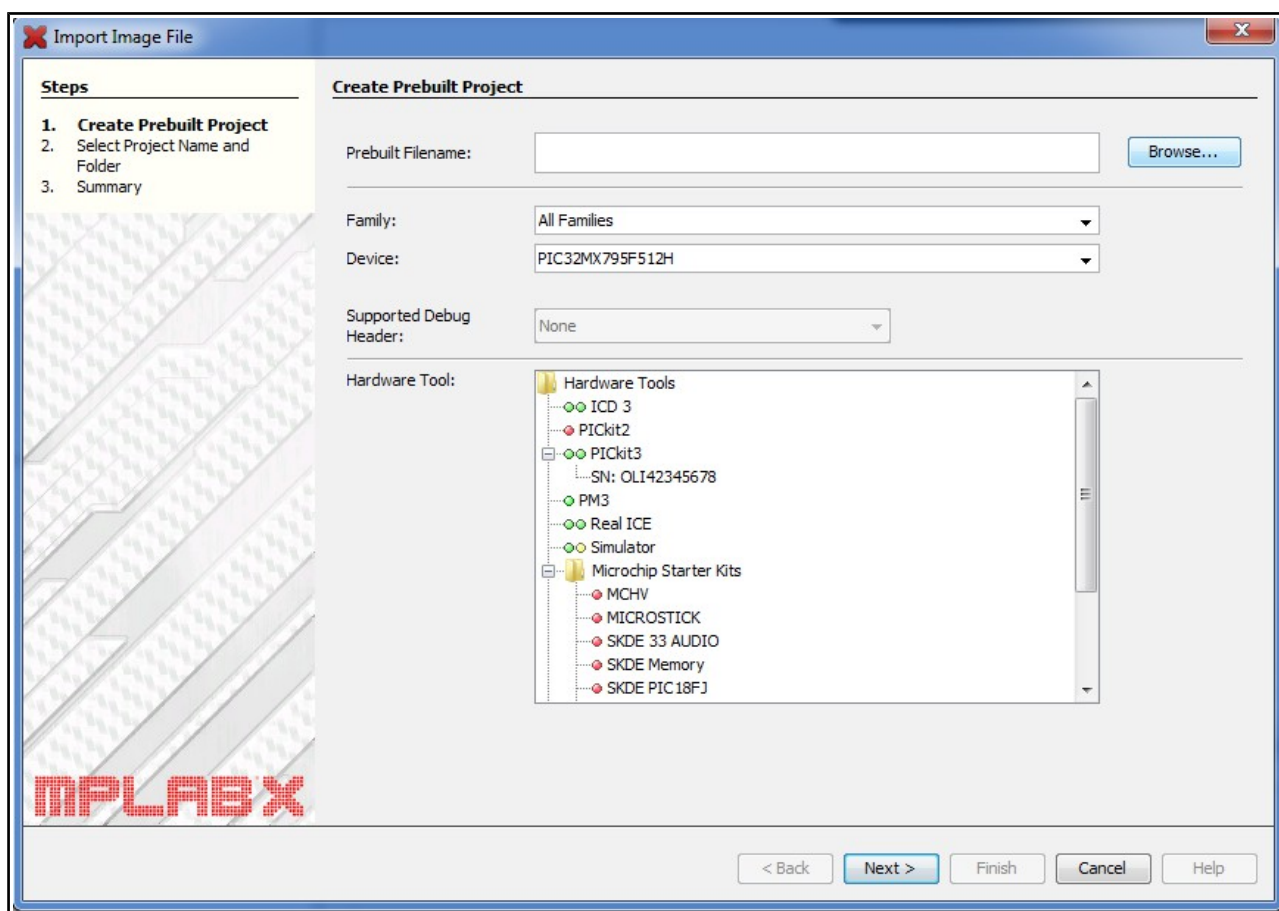 Import Image File
X
Steps
1. Create Prebuilt Project
2. Select Project Name and
Folder
3. Summary
MPLAB X
Create Prebuilt Project
Prebuilt Filename:
Browse...
Family:
All Families
Device:
PIC32MX795F512H
Supported Debug
Header:
None
Hardware Tool:
Hardware Tools
ICD 3
PICkit2
PICkit3
SN: OLI42345678
PM3
Real ICE
Simulator
Microchip Starter Kits
MCHV
MICROSTICK
SKDE 33 AUDIO
SKDE Memory
SKDE PIC18FJ
< Back
Next >
Finish
Cancel
Help